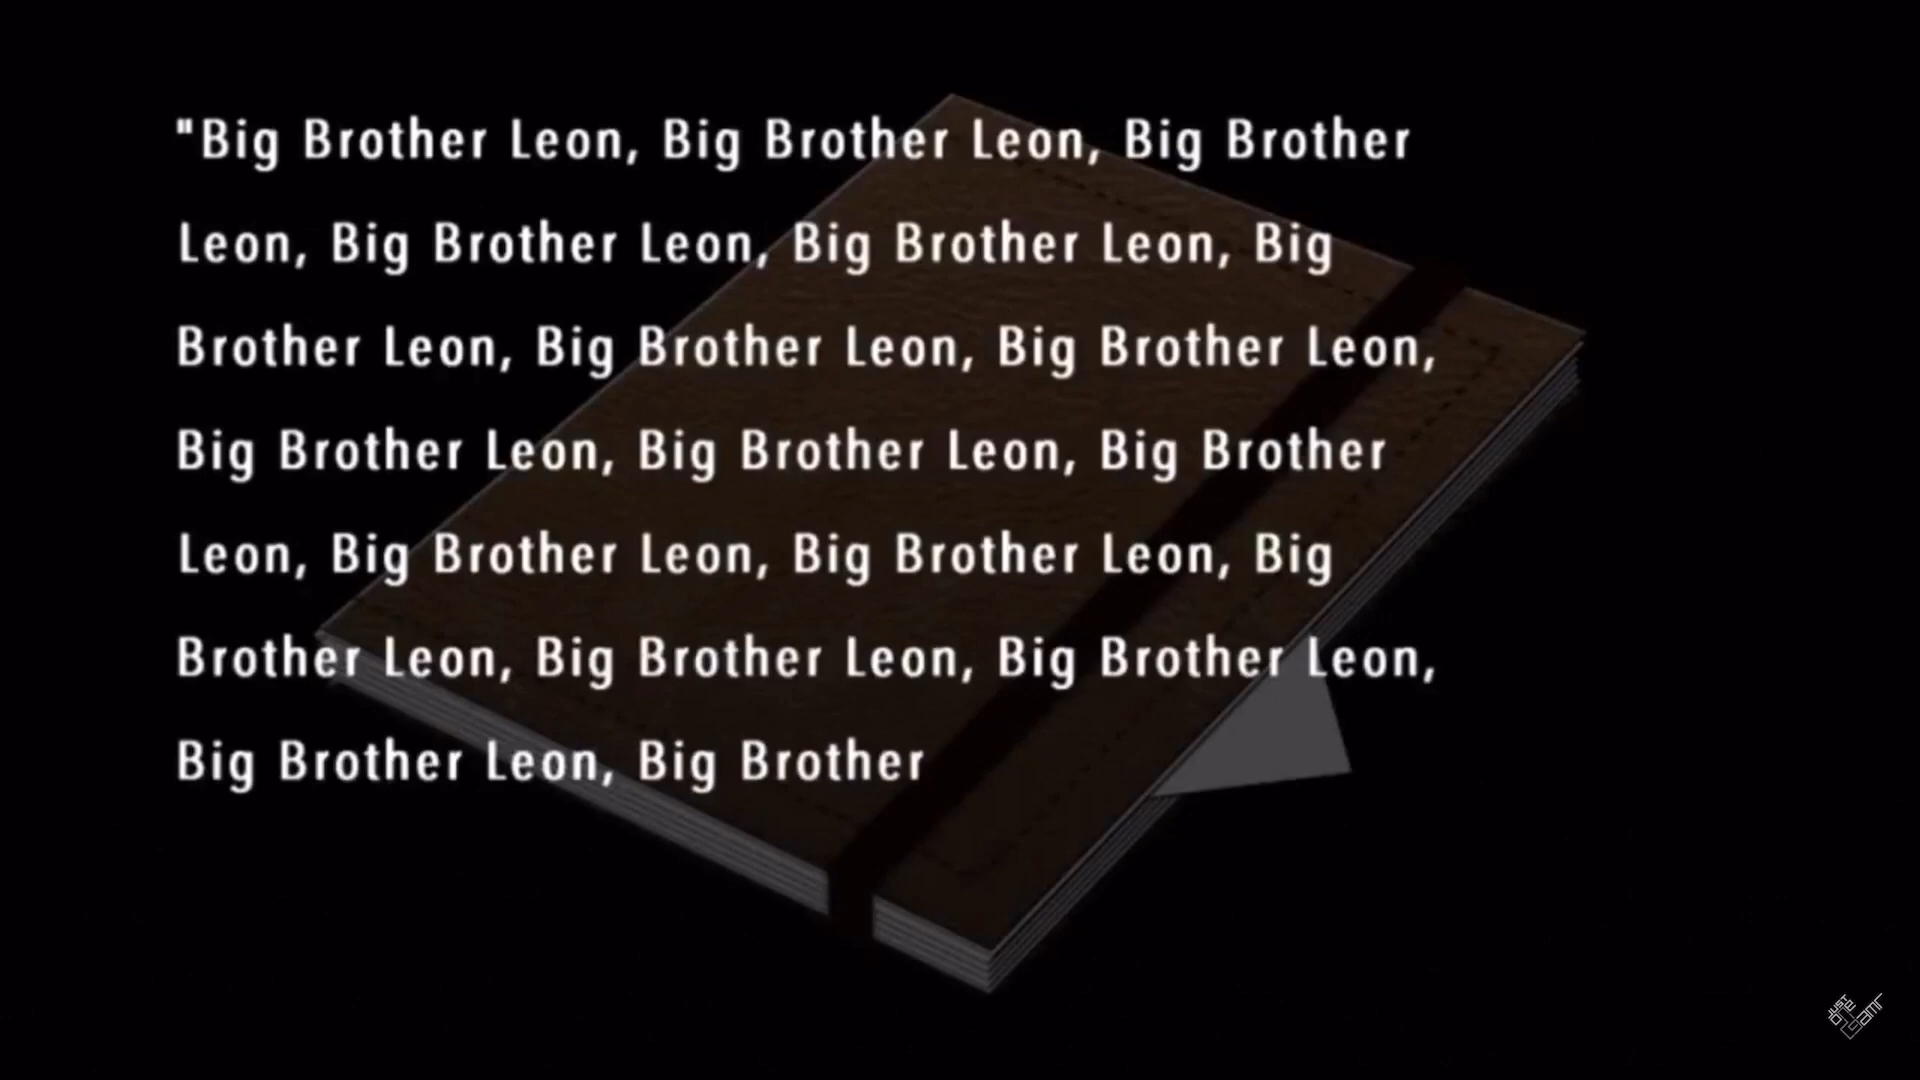 "Big Brother Leon, Big Brother Leon, Big Brother
Leon, Big Brother Leon, Big Brother Leon, Big
Brother Leon, Big Brother Leon, Big Brother Leon,
Big Brother Leon, Big Brother Leon, Big Brother
Leon, Big Brother Leon, Big Brother Leon, Big
Brother Leon, Big Brother Leon, Big Brother Leon,
Big Brother Leon, Big Brother